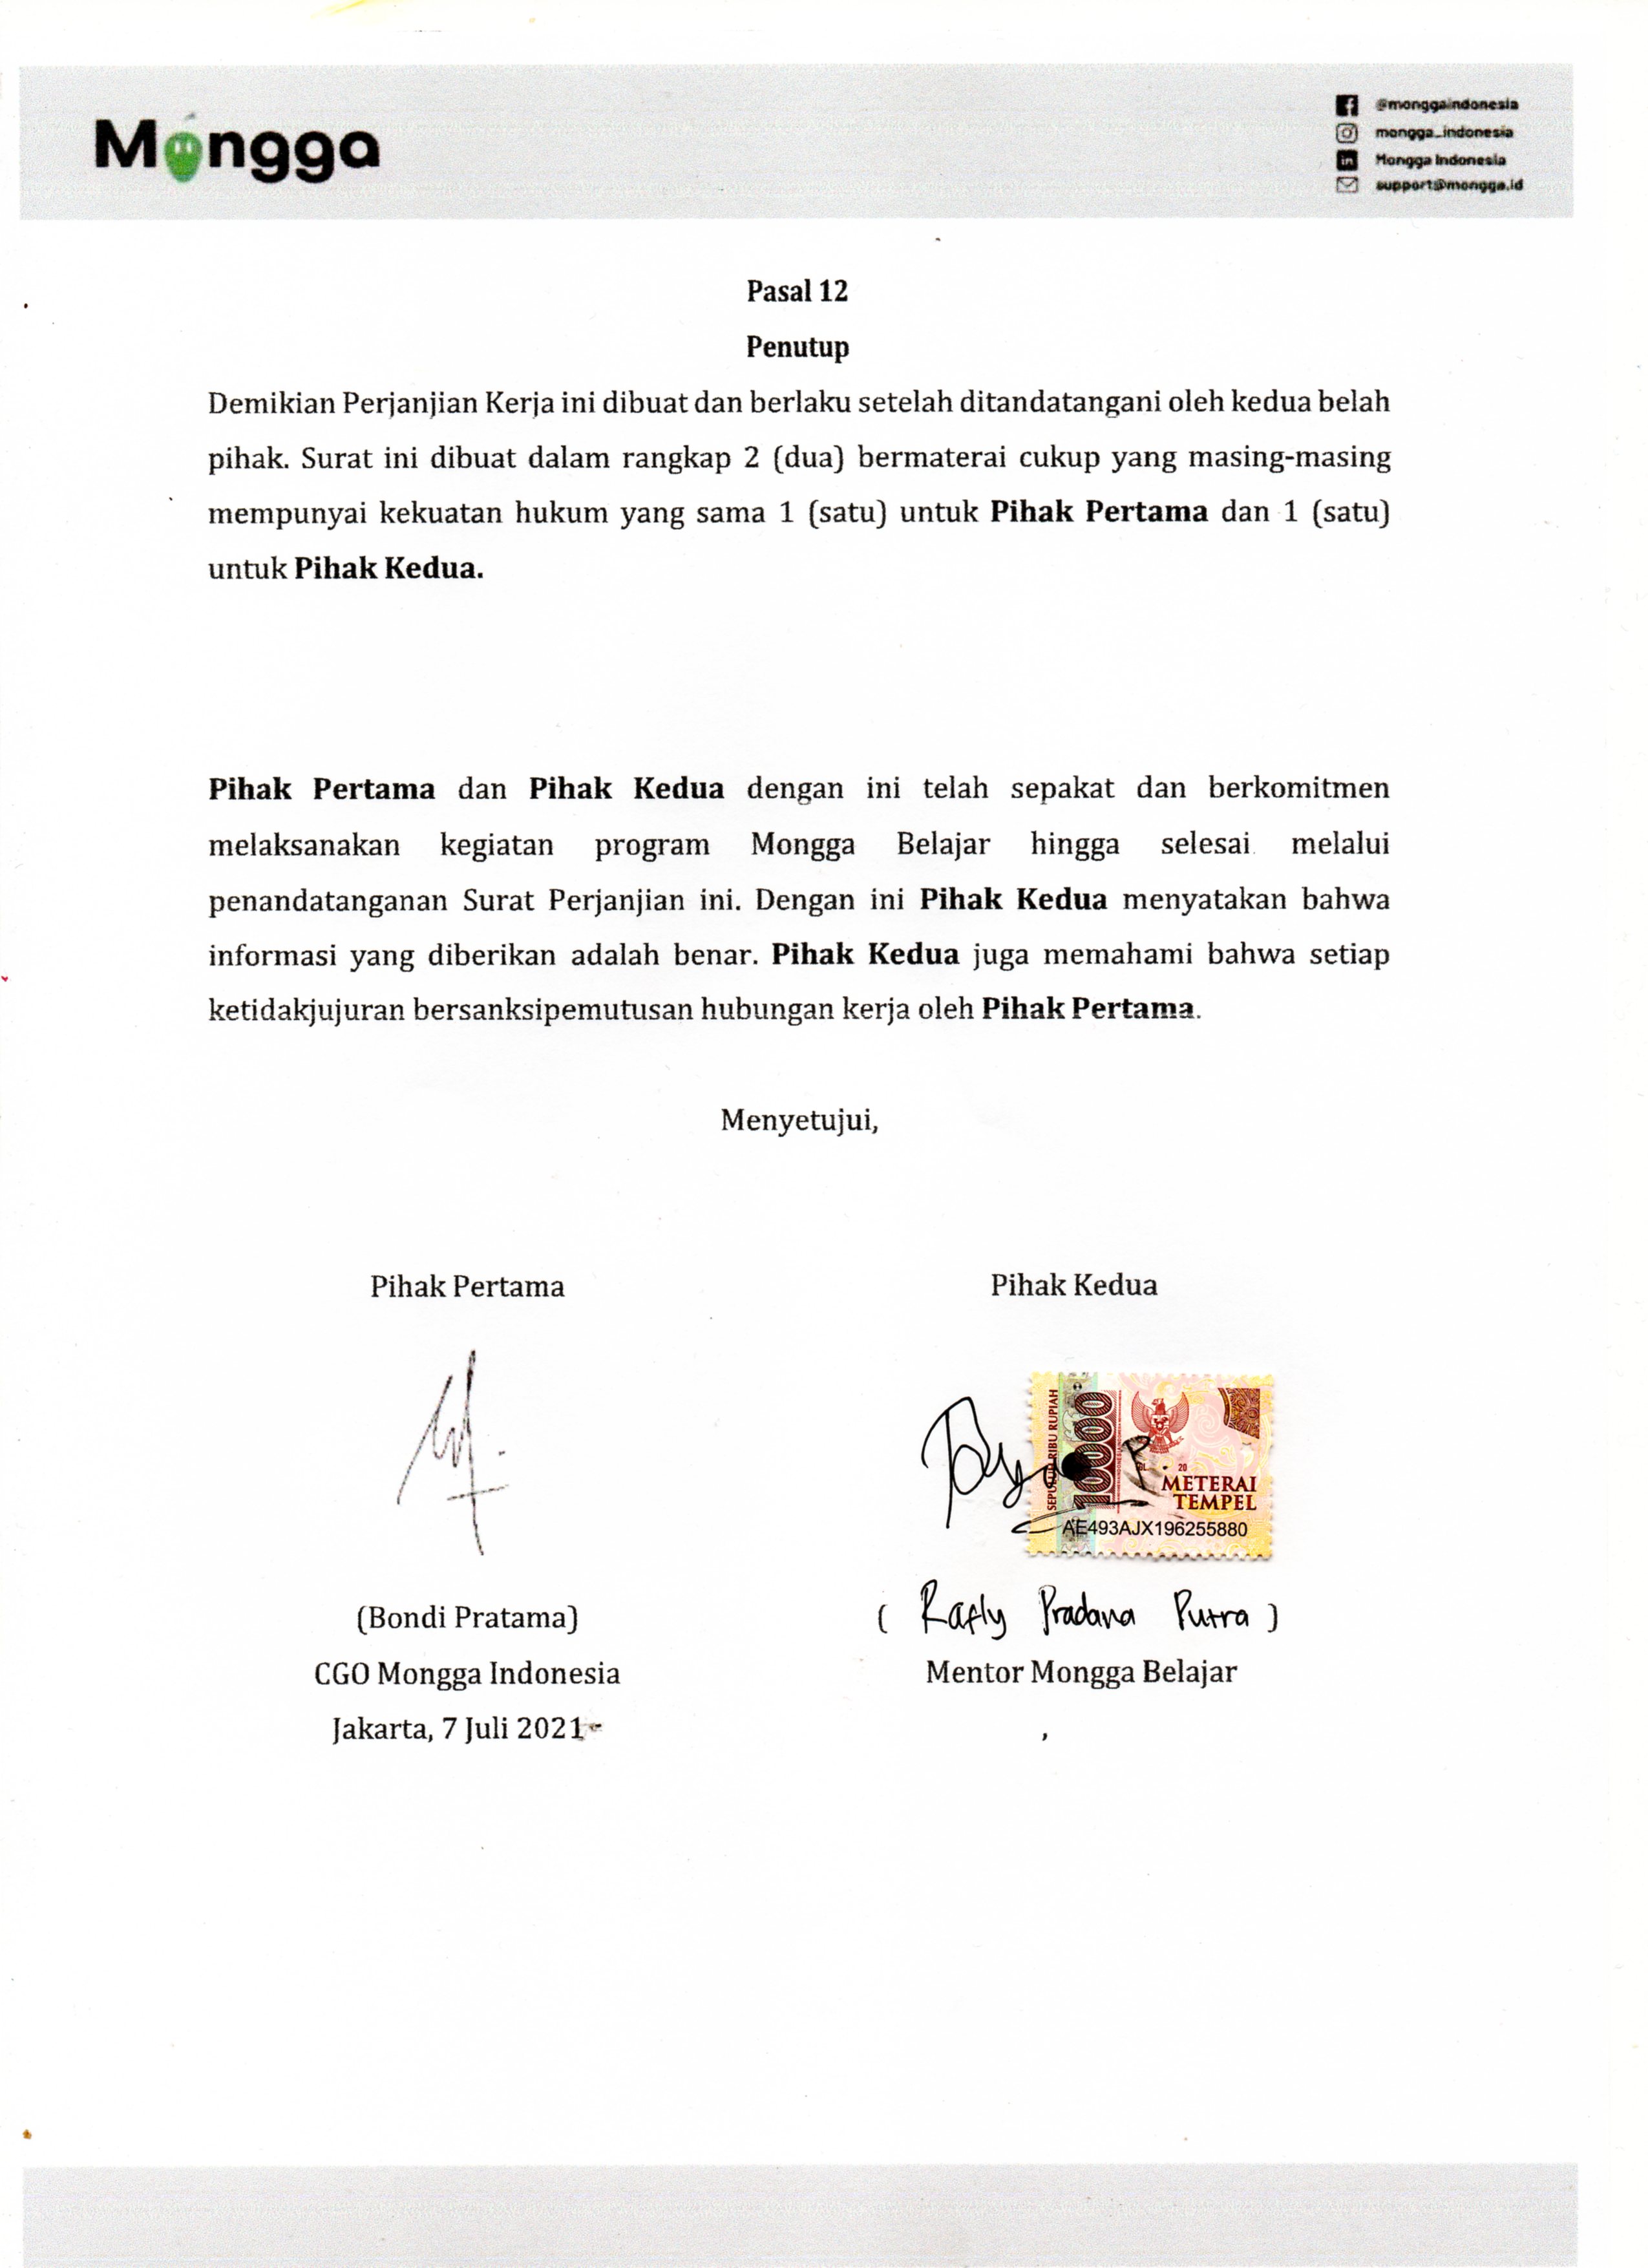 Mongga
@monggaindonesia
mongga_indonesia
Mongga Indonesia
support@mongga.id
Pasal 12
Penutup
Demikian Perjanjian Kerja ini dibuat dan berlaku setelah ditandatangani oleh kedua belah
pihak. Surat ini dibuat dalam rangkap 2 (dua) bermaterai cukup yang masing-masing
mempunyai kekuatan hukum yang sama 1 (satu) untuk Pihak Pertama dan 1 (satu)
untuk Pihak Kedua.
Pihak Pertama dan Pihak Kedua dengan ini telah sepakat dan berkomitmen
melaksanakan kegiatan program Mongga Belajar hingga selesai melalui
penandatanganan Surat Perjanjian ini. Dengan ini Pihak Kedua menyatakan bahwa
informasi yang diberikan adalah benar. Pihak Kedua juga memahami bahwa setiap
ketidakjujuran bersanksipemutusan hubungan kerja oleh Pihak Pertama.
Menyetujui,
Pihak Pertama
Pihak Kedua
SEPULUH RIBU RUPIAH
10000
20
METERAI
TEMPEL
AE493AJX196255880
(Bondi Pratama)
( Rafly Pradana Putra )
CGO Mongga Indonesia
Mentor Mongga Belajar
Jakarta, 7 Juli 2021